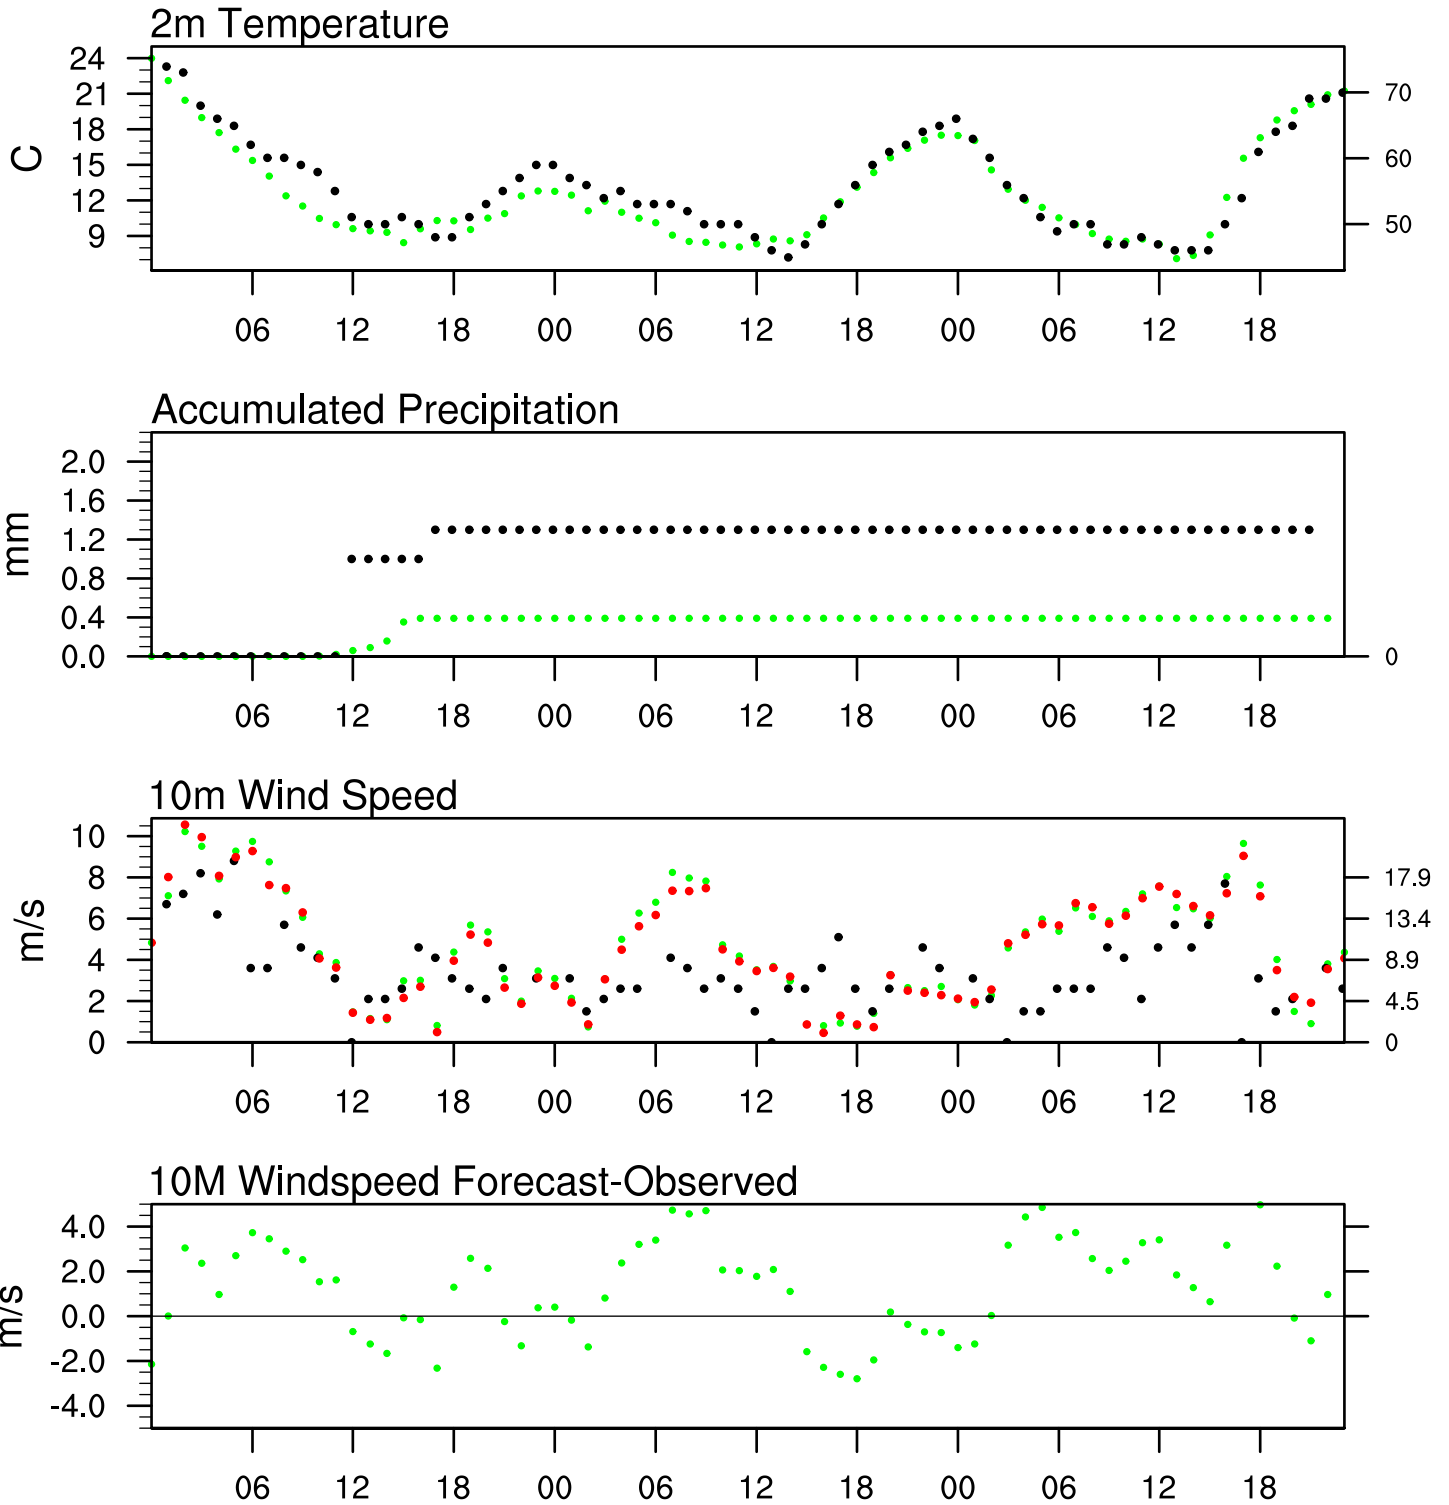 2m Temperature
24
21
18
15
12
9
C
70
60
50
06 12 18 00 06 12 18 00 06 12 18
Accumulated Precipitation
2.0
1.6
1.2
0.8
0.4
0.0
mm
0
06 12 18 00 06 12 18 00 06 12 18
10m Wind Speed
10
8
6
4
2
0
m/s
17.9
13.4
8.9
4.5
0
06 12 18 00 06 12 18 00 06 12 18
10M Windspeed Forecast-Observed
4.0
2.0
0.0
-2.0
-4.0
m/s
06 12 18 00 06 12 18 00 06 12 18